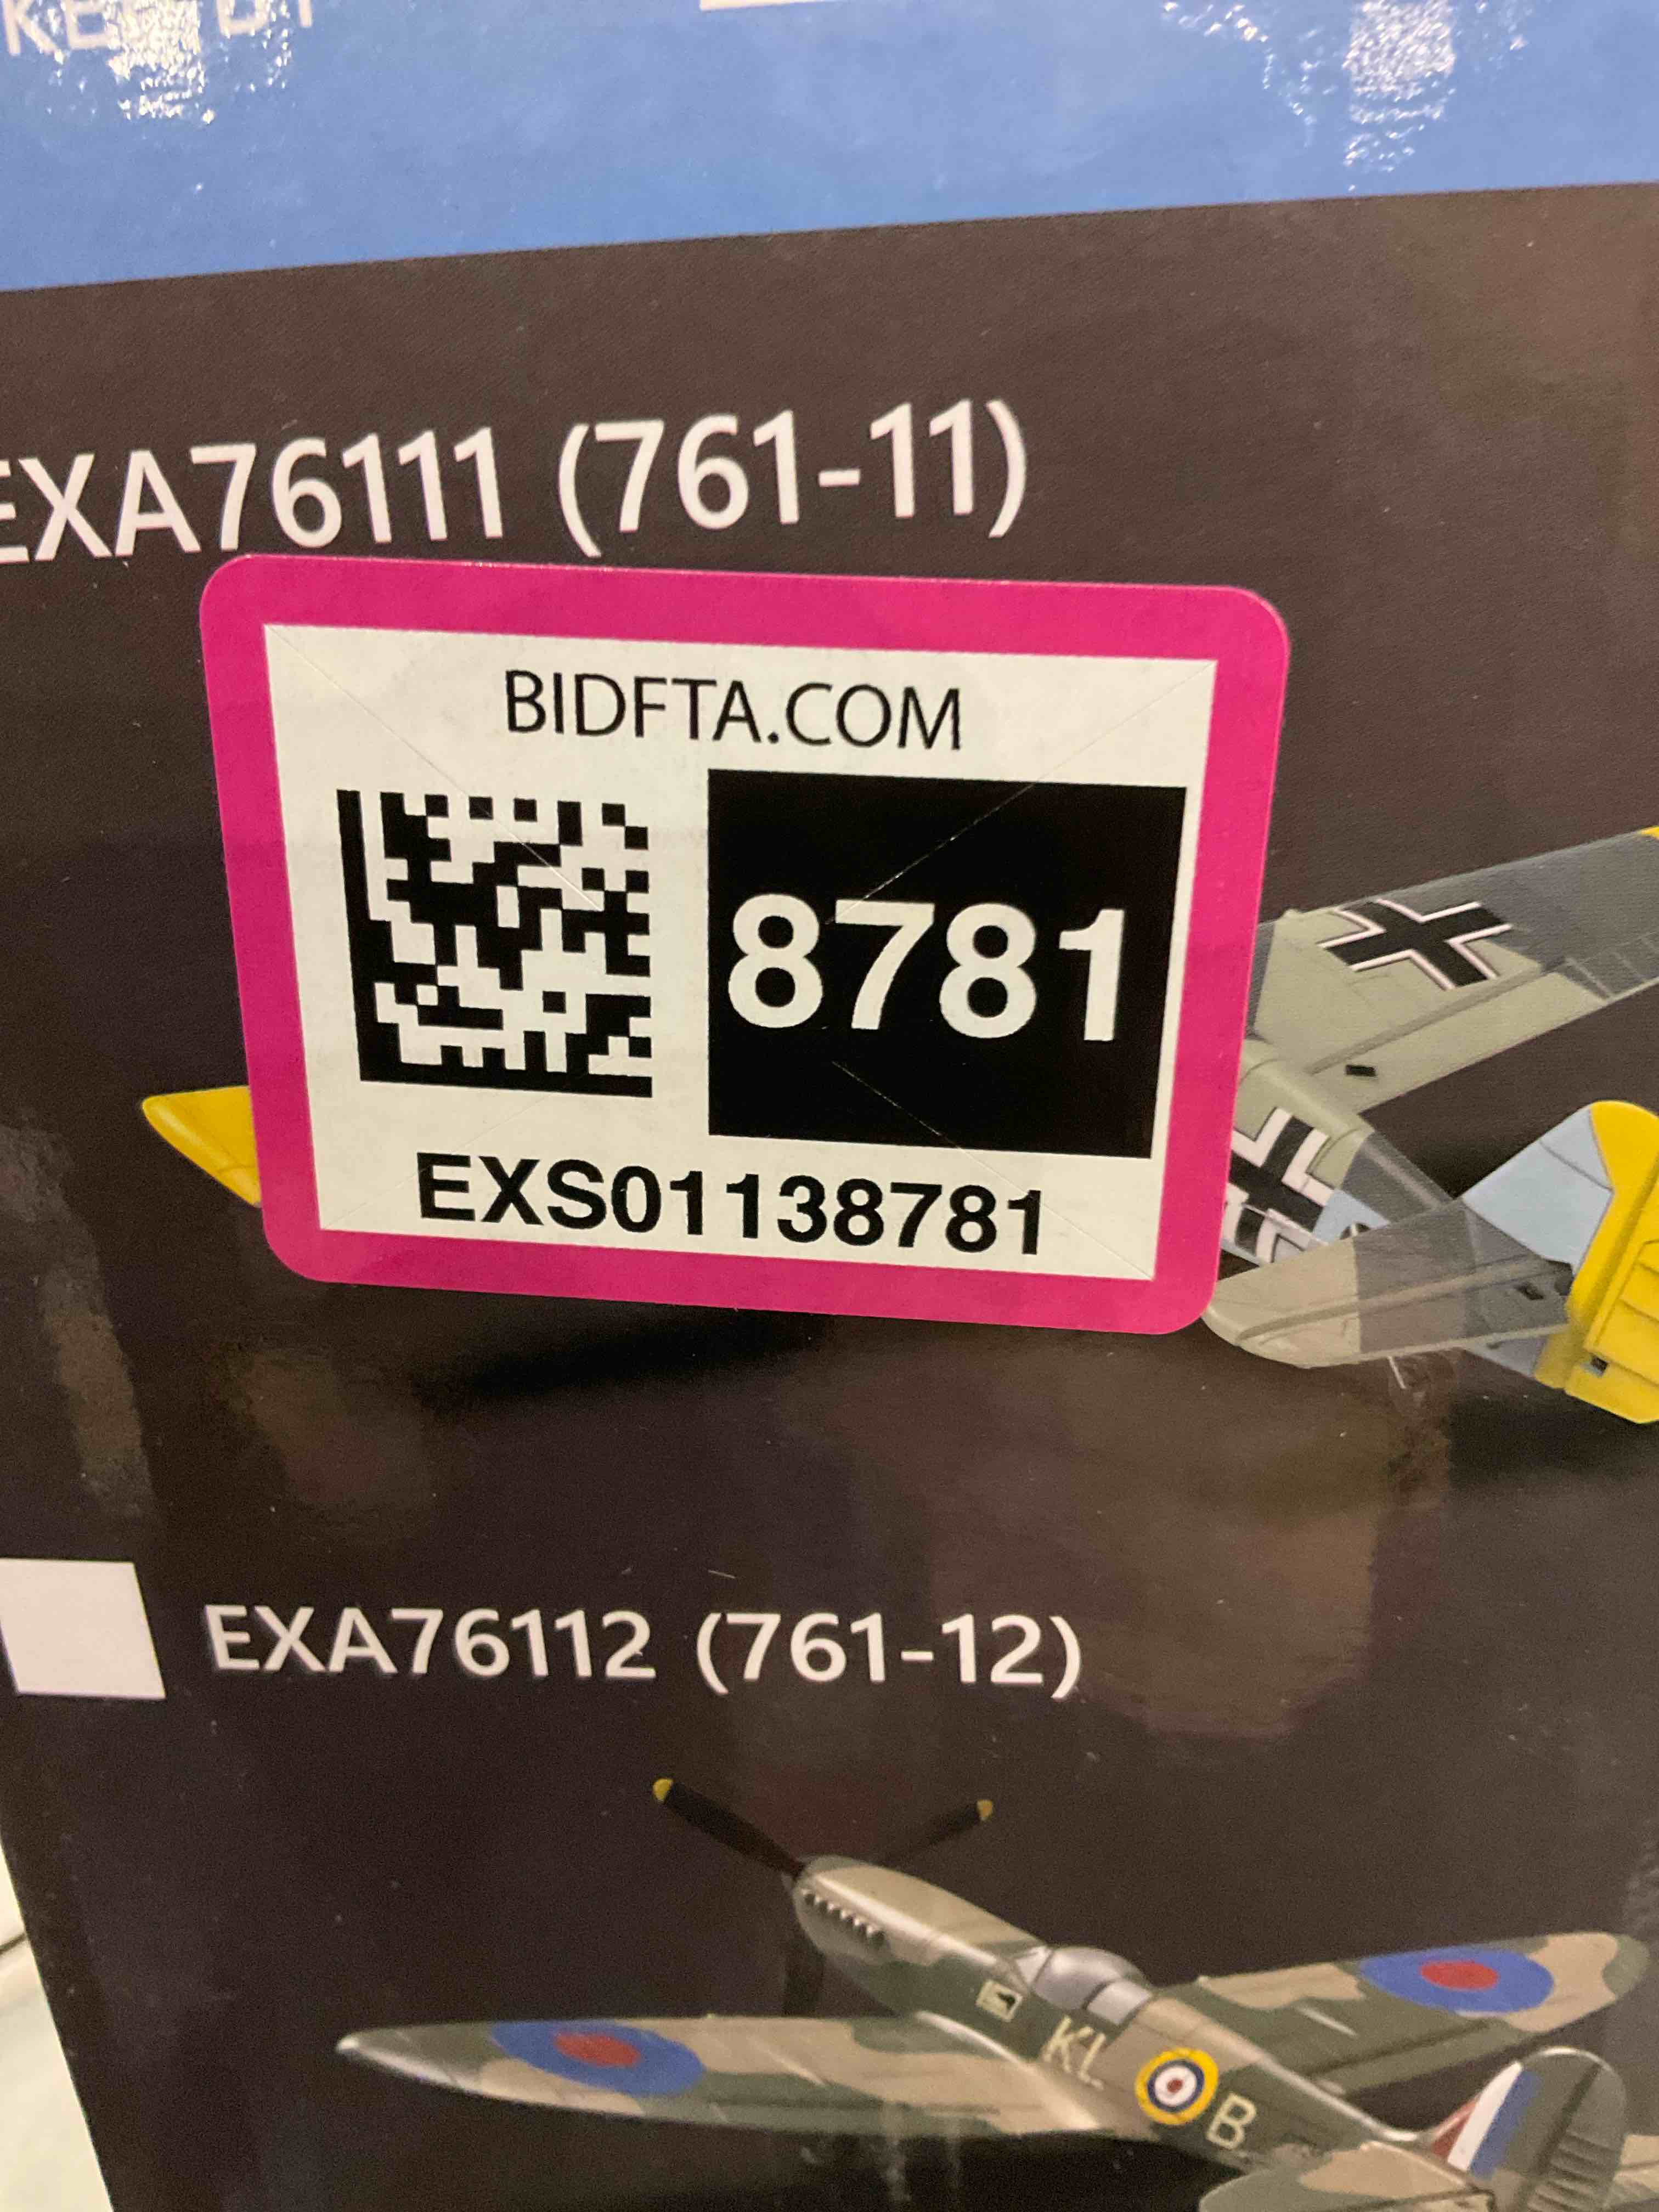 EXA76111 (761-11)
BIDFTA.COM
8781
EXS01138781
EXA76112 (761-12)
KL
B